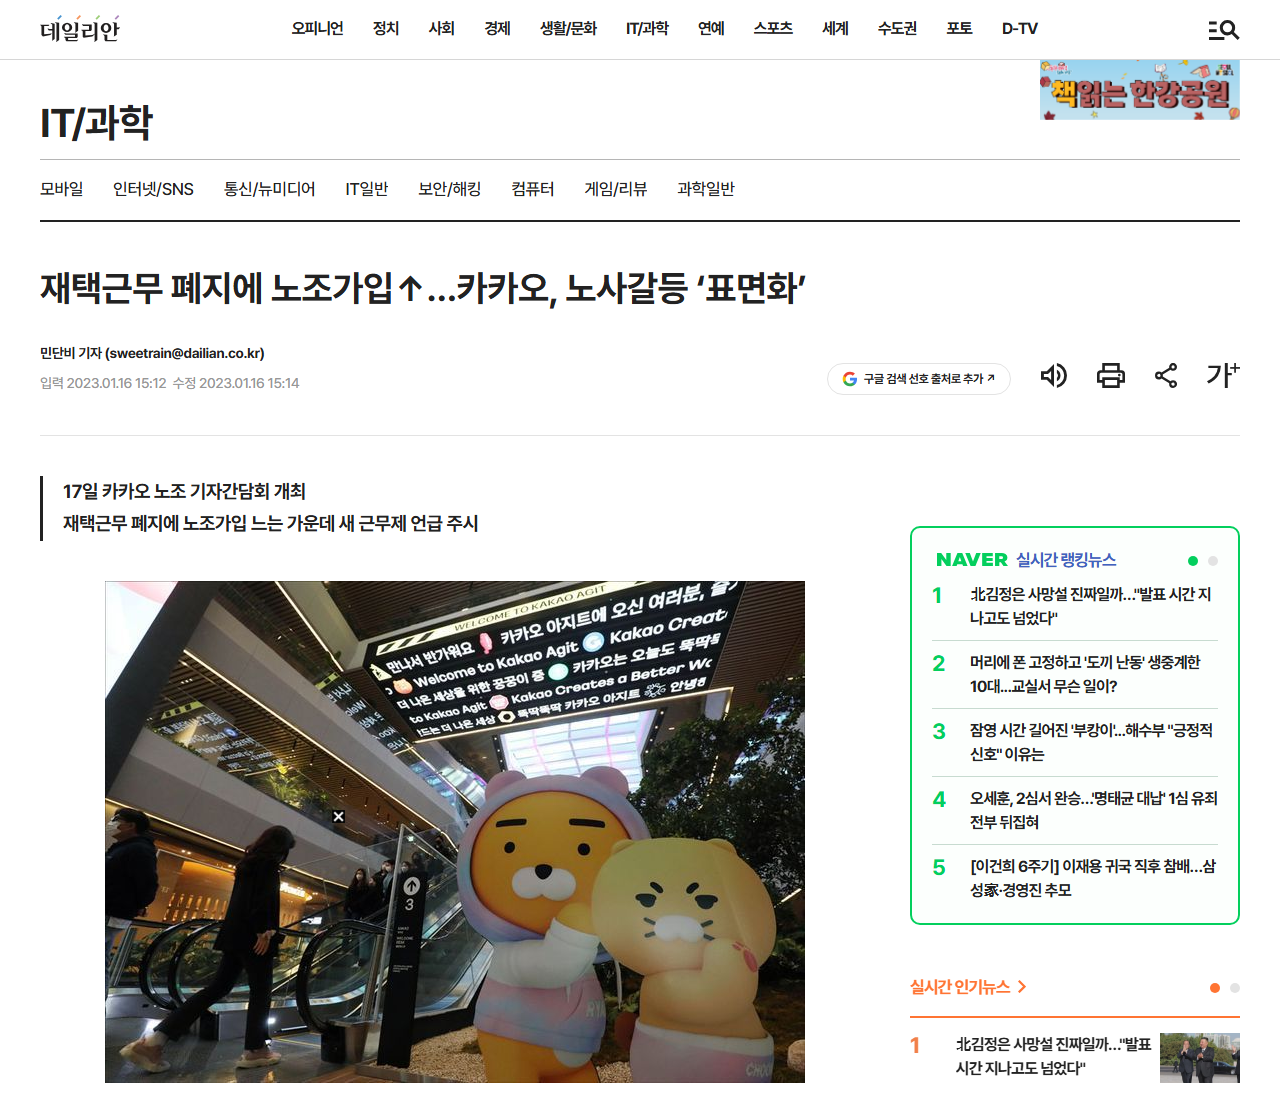 데일리안
오피니언 정치 사회 경제 생활/문화 IT/과학 연예 스포츠 세계 수도권 포토 D-TV
책읽는 한강공원
IT/과학
모바일 인터넷/SNS 통신/뉴미디어 IT일반 보안/해킹 컴퓨터 게임/리뷰 과학일반
재택근무 폐지에 노조가입↑…카카오, 노사갈등 ‘표면화’
민단비 기자 (sweetrain@dailian.co.kr)
입력 2023.01.16 15:12 수정 2023.01.16 15:14
구글 검색 선호 출처로 추가 ↗
가+
17일 카카오 노조 기자간담회 개최
재택근무 폐지에 노조가입 느는 가운데 새 근무제 언급 주시
WELCOME TO KAKAO AGIT
만나서 반가워요 카카오 아지트에 오신 여러분,
Welcome to Kakao Agit Kakao Creat
더 나은 세상을 위한 공공이 중 카카오는 오늘도 뚝딱
to Kakao Agit Kakao Creates a Better Wo
드는 더 나은 세상 뚝딱뚝딱 카카오 아지트 안녕
3
RYAN
CHOON
NAVER 실시간 랭킹뉴스
1 北김정은 사망설 진짜일까…"발표 시간 지
나고도 넘었다"
2 머리에 폰 고정하고 '도끼 난동' 생중계한
10대…교실서 무슨 일이?
3 잠영 시간 길어진 '부캉이'…해수부 "긍정적
신호" 이유는
4 오세훈, 2심서 완승…'명태균 대납' 1심 유죄
전부 뒤집혀
5 [이건희 6주기] 이재용 귀국 직후 참배…삼
성家·경영진 추모
실시간 인기뉴스 >
1 北김정은 사망설 진짜일까…"발표
시간 지나고도 넘었다"